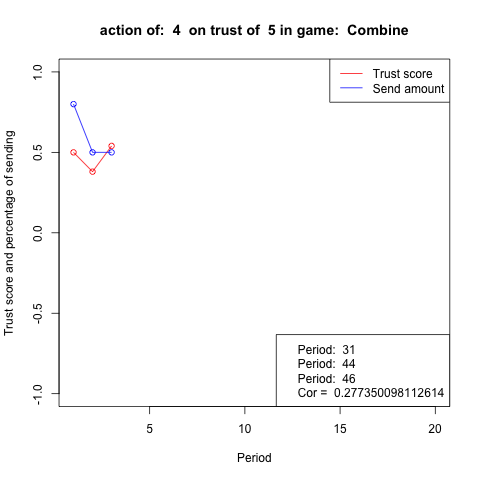 action of:  4  on trust of  5 in game:  Combine
Trust score
Send amount
Trust score and percentage of sending
1.0
0.5
0.0
-0.5
-1.0
Period:  31
Period:  44
Period:  46
Cor =  0.277350098112614
5
10
15
20
Period